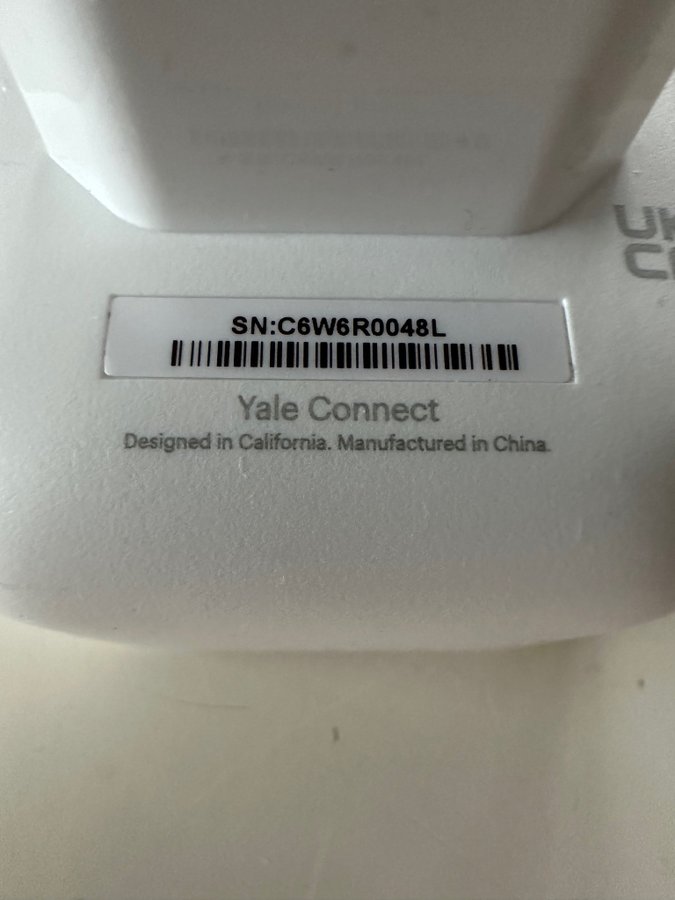 SN:C6W6R0048L
Yale Connect
Designed in California. Manufactured in China.